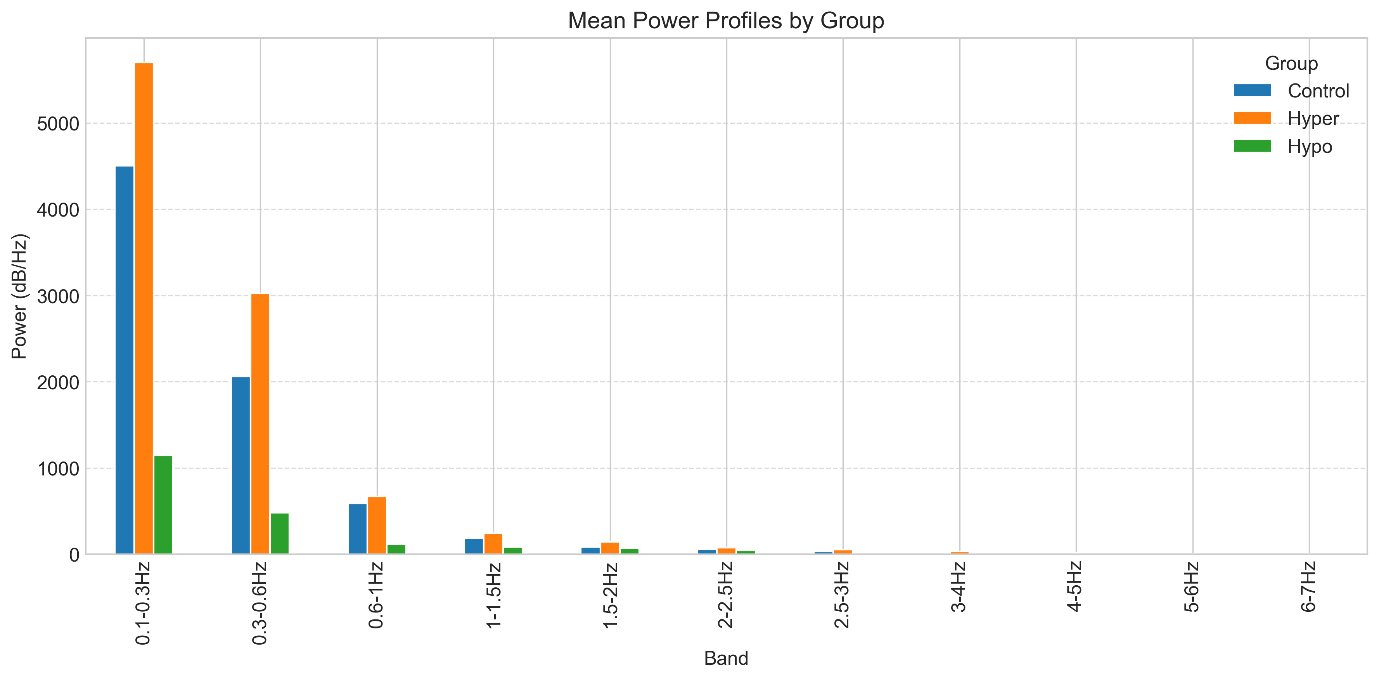 Mean Power Profiles by Group
Group
Control
Hyper
Hypo
Power (dB/Hz)
5000
4000
3000
2000
1000
0
0.1-0.3Hz
0.3-0.6Hz
0.6-1Hz
1-1.5Hz
1.5-2Hz
2-2.5Hz
2.5-3Hz
3-4Hz
4-5Hz
5-6Hz
6-7Hz
Band